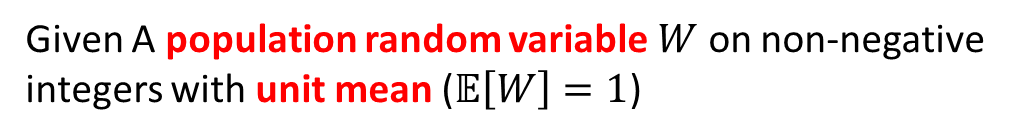 Given A population random variable 𝑊 on non-negative
integers with unit mean (𝔼[𝑊] = 1)